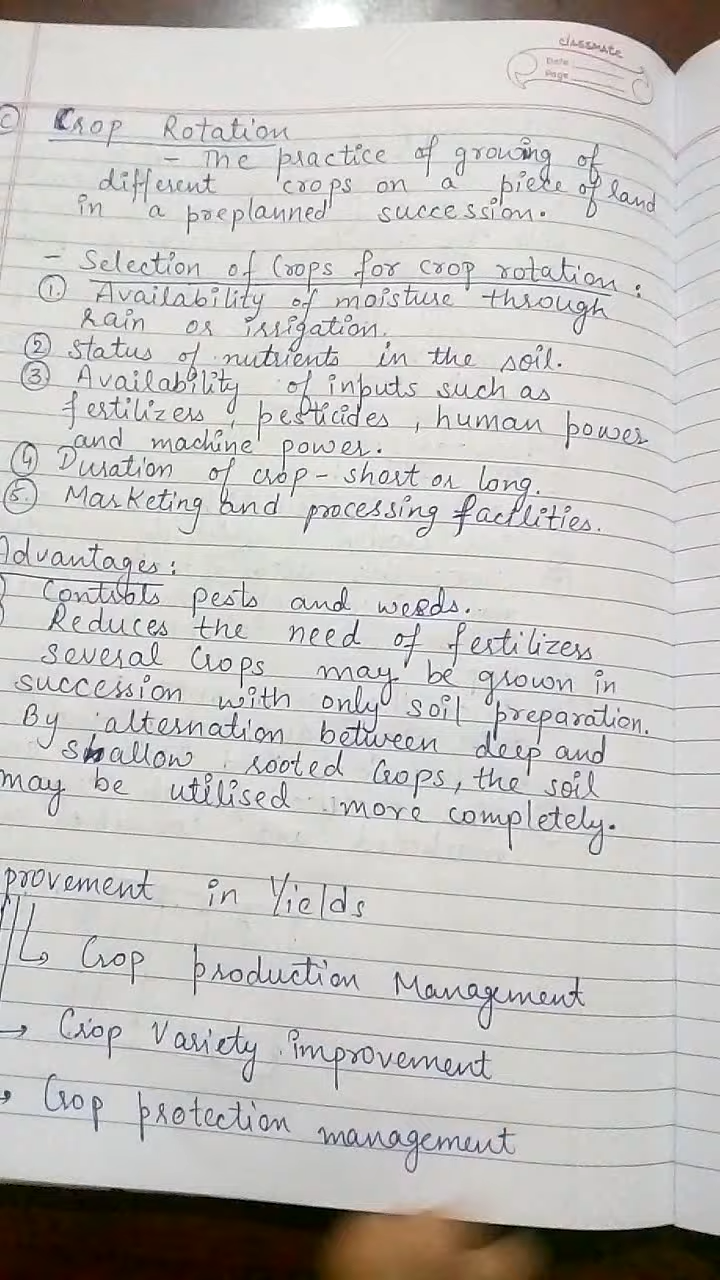 classmate
Date
Page
C Crop Rotation
- The practice of growing of
different crops on a piece of land
in a preplanned succession.
- Selection of Crops for crop rotation:
① Availability of moisture through
rain or irrigation.
② Status of nutrients in the soil.
③ Availability of inputs such as
fertilizers, pesticides, human power
and machine power.
④ Duration of crop - short or long.
⑤ Marketing and processing facilities.
Advantages:
Controls pests and weeds.
Reduces the need of fertilizers
several crops may be grown in
succession with only soil preparation.
By alternation between deep and
shallow rooted Crops, the soil
may be utilised more completely.
provement in Yields
↳ Crop production Management
→ Crop Variety improvement
→ Crop protection management